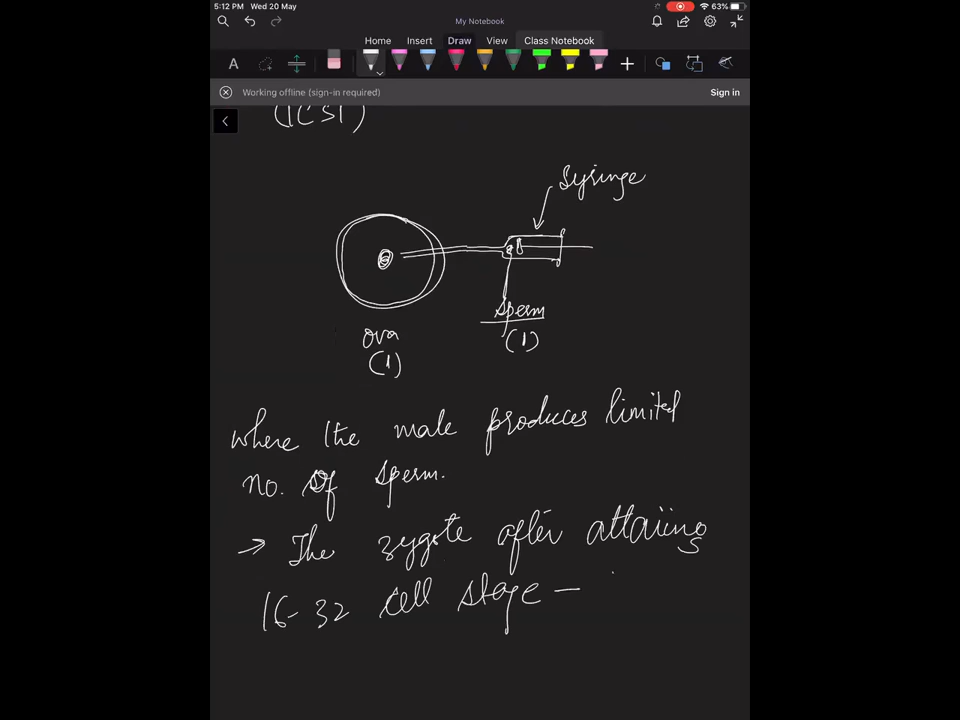 5:12 PM Wed 20 May
63%
My Notebook
Home Insert Draw View Class Notebook
A
Working offline (sign-in required)
Sign in
(ICSI)
Syringe
sperm
(1)
ova
(1)
where the male produces limited
no. of sperm.
→ The zygote after attaiing
16-32 cell stage –